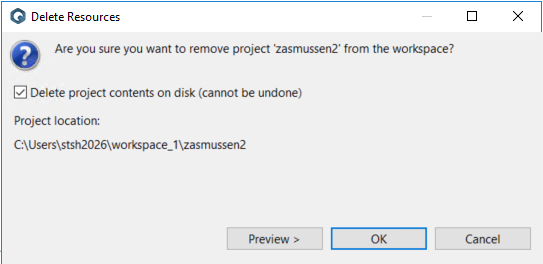 Delete Resources
Are you sure you want to remove project 'zasmussen2' from the workspace?
Delete project contents on disk (cannot be undone)
Project location:
C:\Users\stsh2026\workspace_1\zasmussen2
Preview >
OK
Cancel